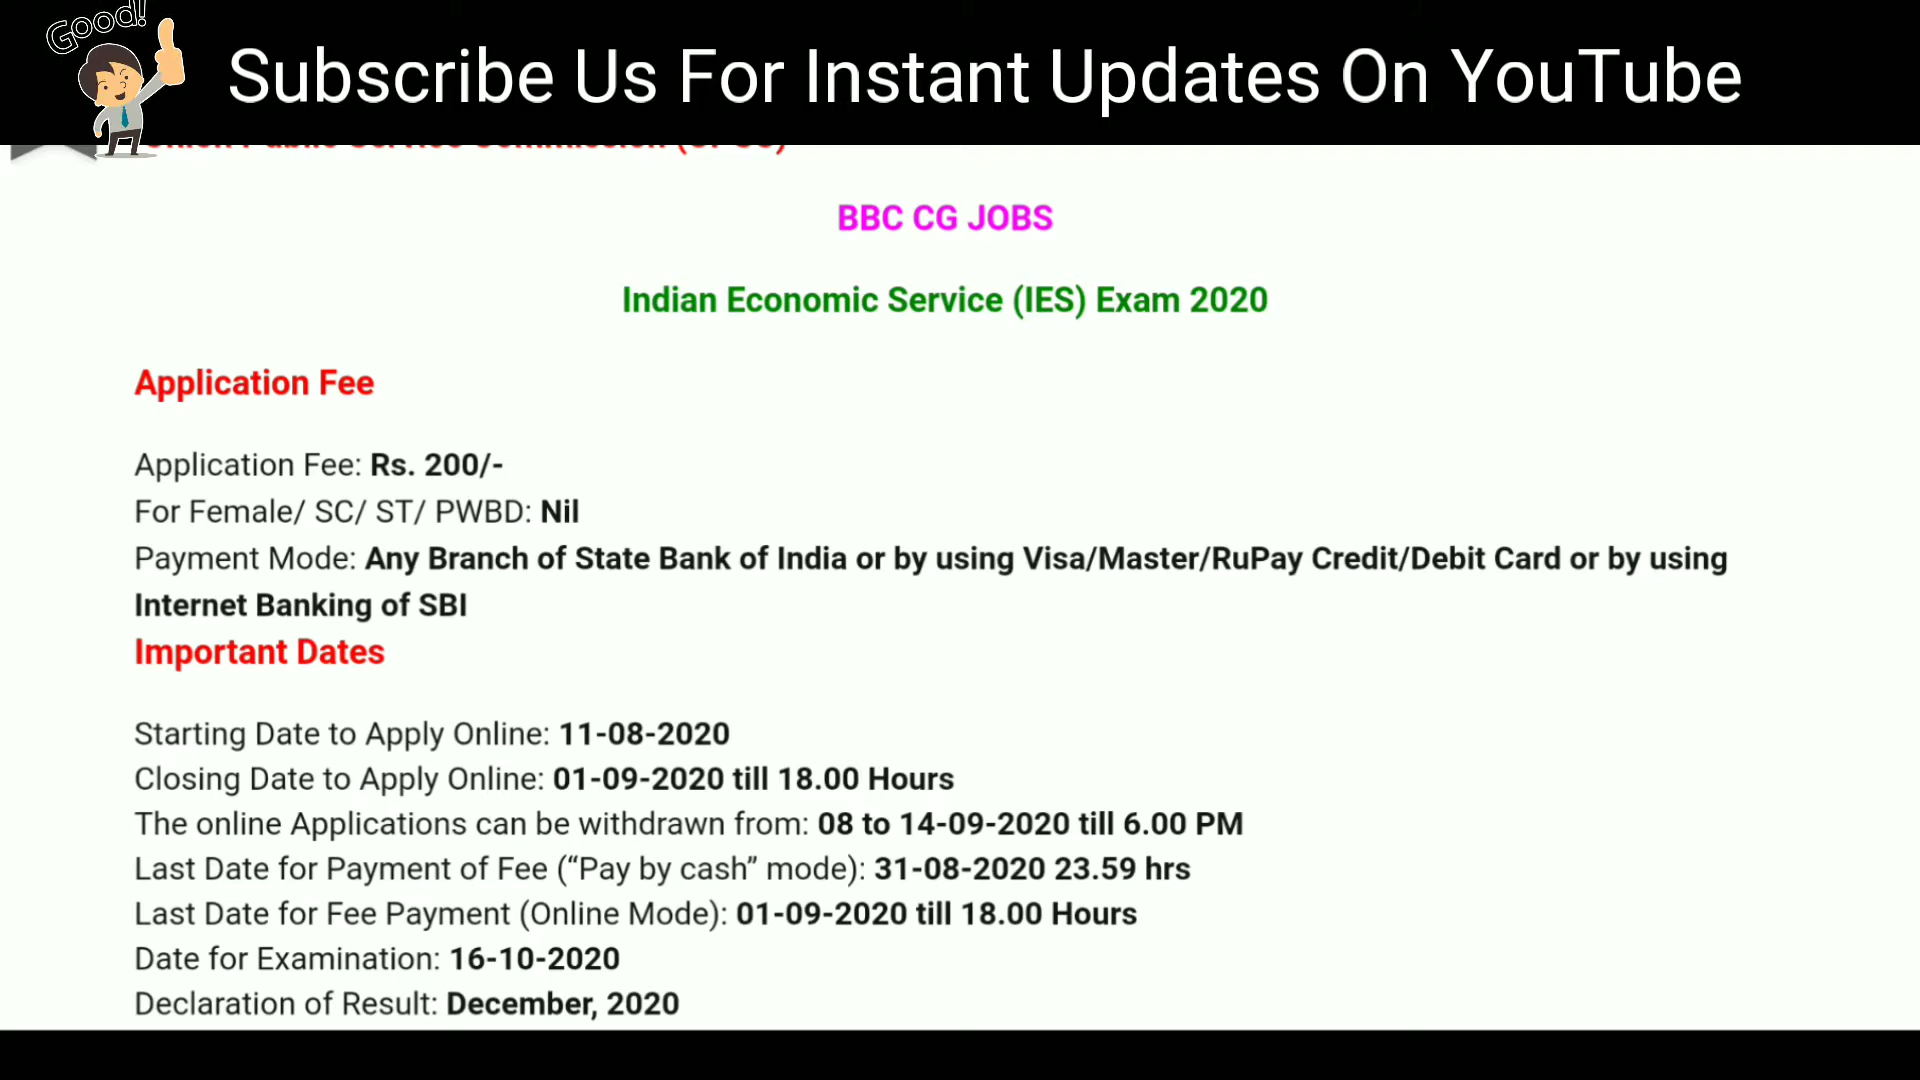 Good!
Subscribe Us For Instant Updates On YouTube
BBC CG JOBS
Indian Economic Service (IES) Exam 2020
Application Fee
Application Fee: Rs. 200/-
For Female/ SC/ ST/ PWBD: Nil
Payment Mode: Any Branch of State Bank of India or by using Visa/Master/RuPay Credit/Debit Card or by using
Internet Banking of SBI
Important Dates
Starting Date to Apply Online: 11-08-2020
Closing Date to Apply Online: 01-09-2020 till 18.00 Hours
The online Applications can be withdrawn from: 08 to 14-09-2020 till 6.00 PM
Last Date for Payment of Fee (“Pay by cash” mode): 31-08-2020 23.59 hrs
Last Date for Fee Payment (Online Mode): 01-09-2020 till 18.00 Hours
Date for Examination: 16-10-2020
Declaration of Result: December, 2020